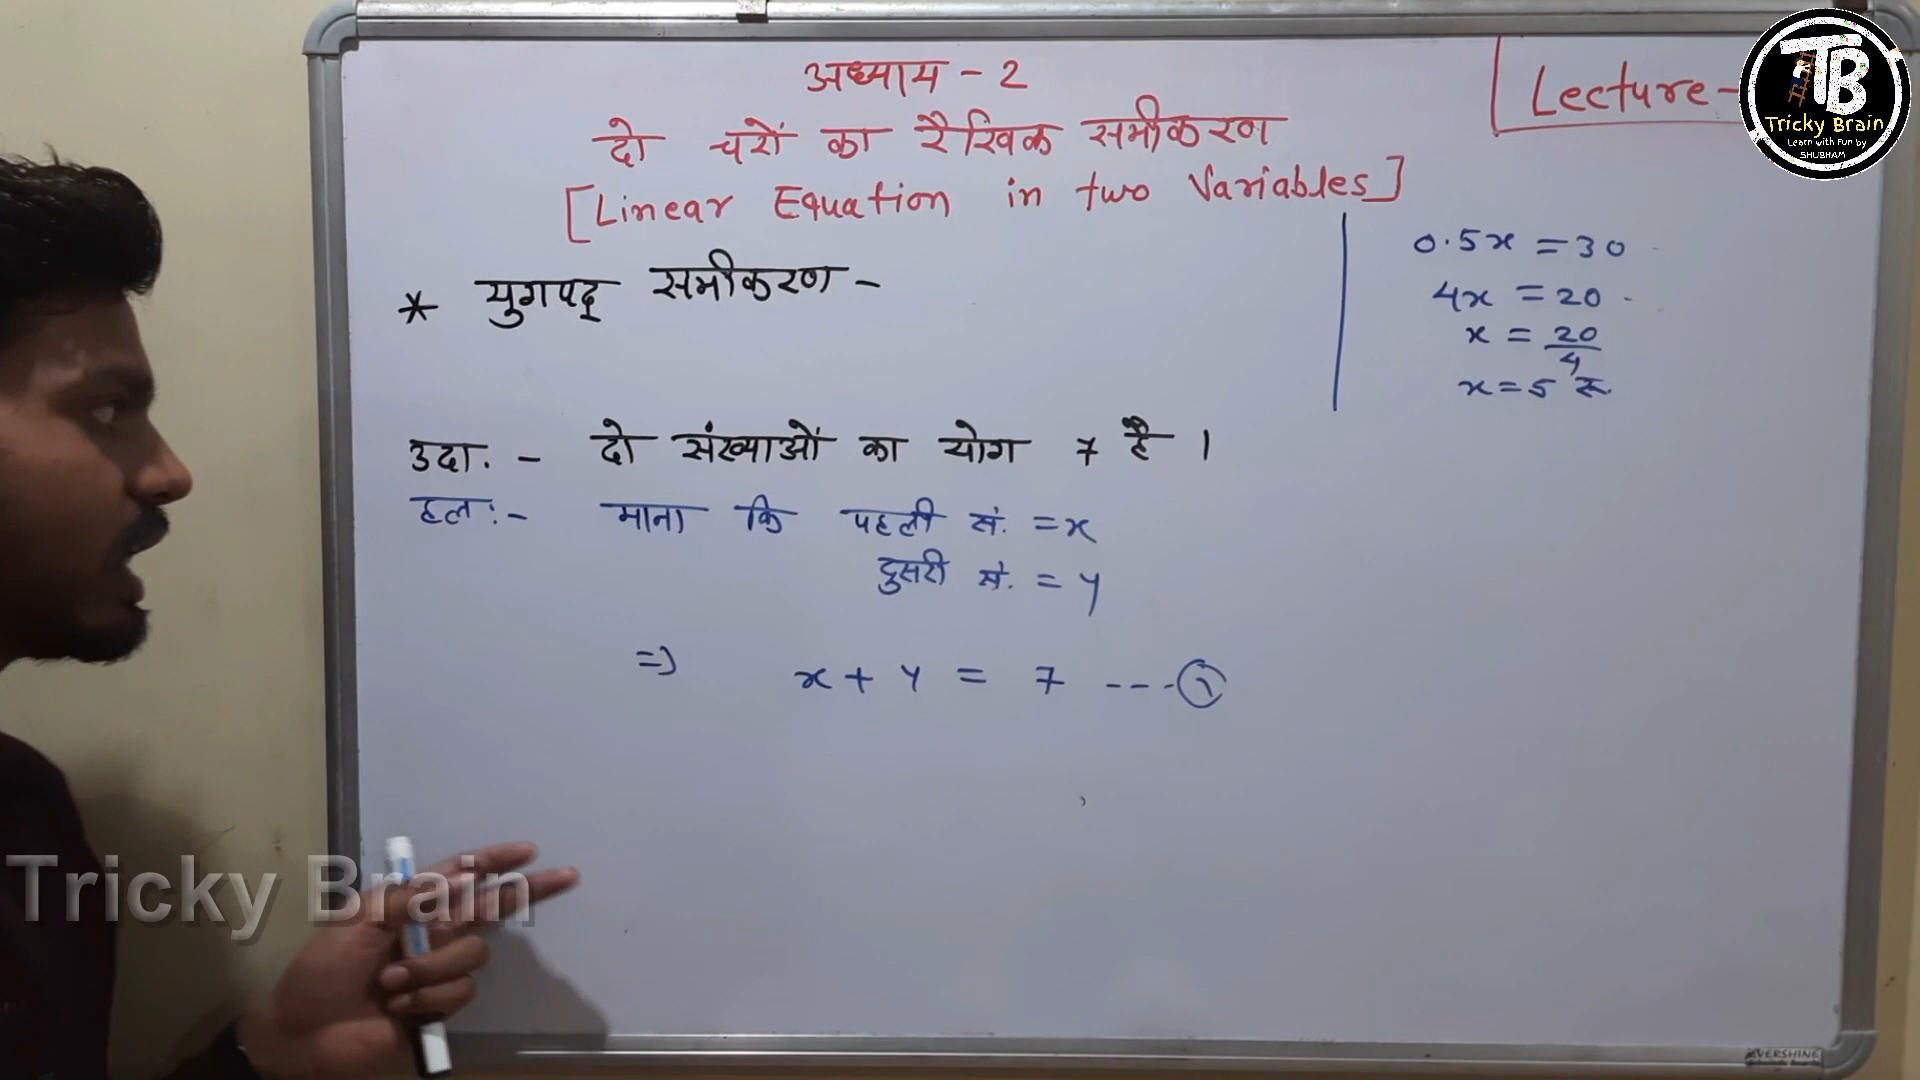 अध्याय - 2
दो चरों का रैखिक समीकरण
[Linear Equation in two Variables]
Lecture-
TB
Tricky Brain
Learn with Fun by
SHUBHAM
* युगपद् समीकरण -
0.5x = 30
4x = 20
x = 20/4
x = 5 रू.
उदा. - दो संख्याओं का योग 7 है ।
हल :- माना कि पहली सं. = x
दुसरी सं. = y
=> x + y = 7 ---①
Tricky Brain
EVERSHINE